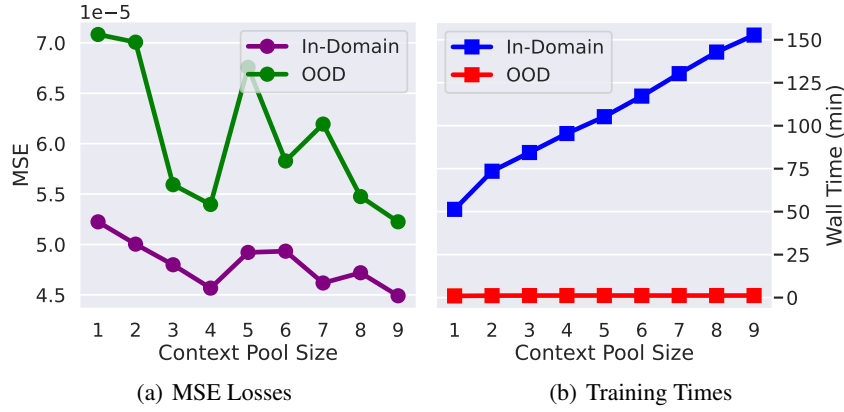 1e−5
7.0
6.5
6.0
5.5
5.0
4.5
MSE
In-Domain
OOD
1 2 3 4 5 6 7 8 9
Context Pool Size
(a) MSE Losses
In-Domain
OOD
150
125
100
75
50
25
0
Wall Time (min)
1 2 3 4 5 6 7 8 9
Context Pool Size
(b) Training Times